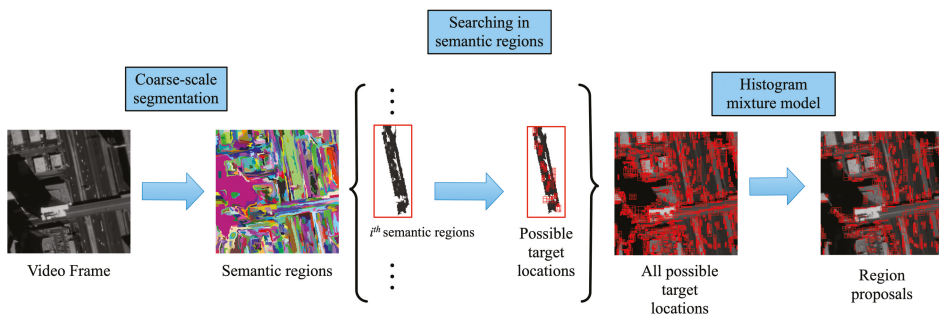 Searching in
semantic regions
Coarse-scale
segmentation
Histogram
mixture model
i^th semantic regions
Possible
target
locations
Video Frame
Semantic regions
All possible
target
locations
Region
proposals